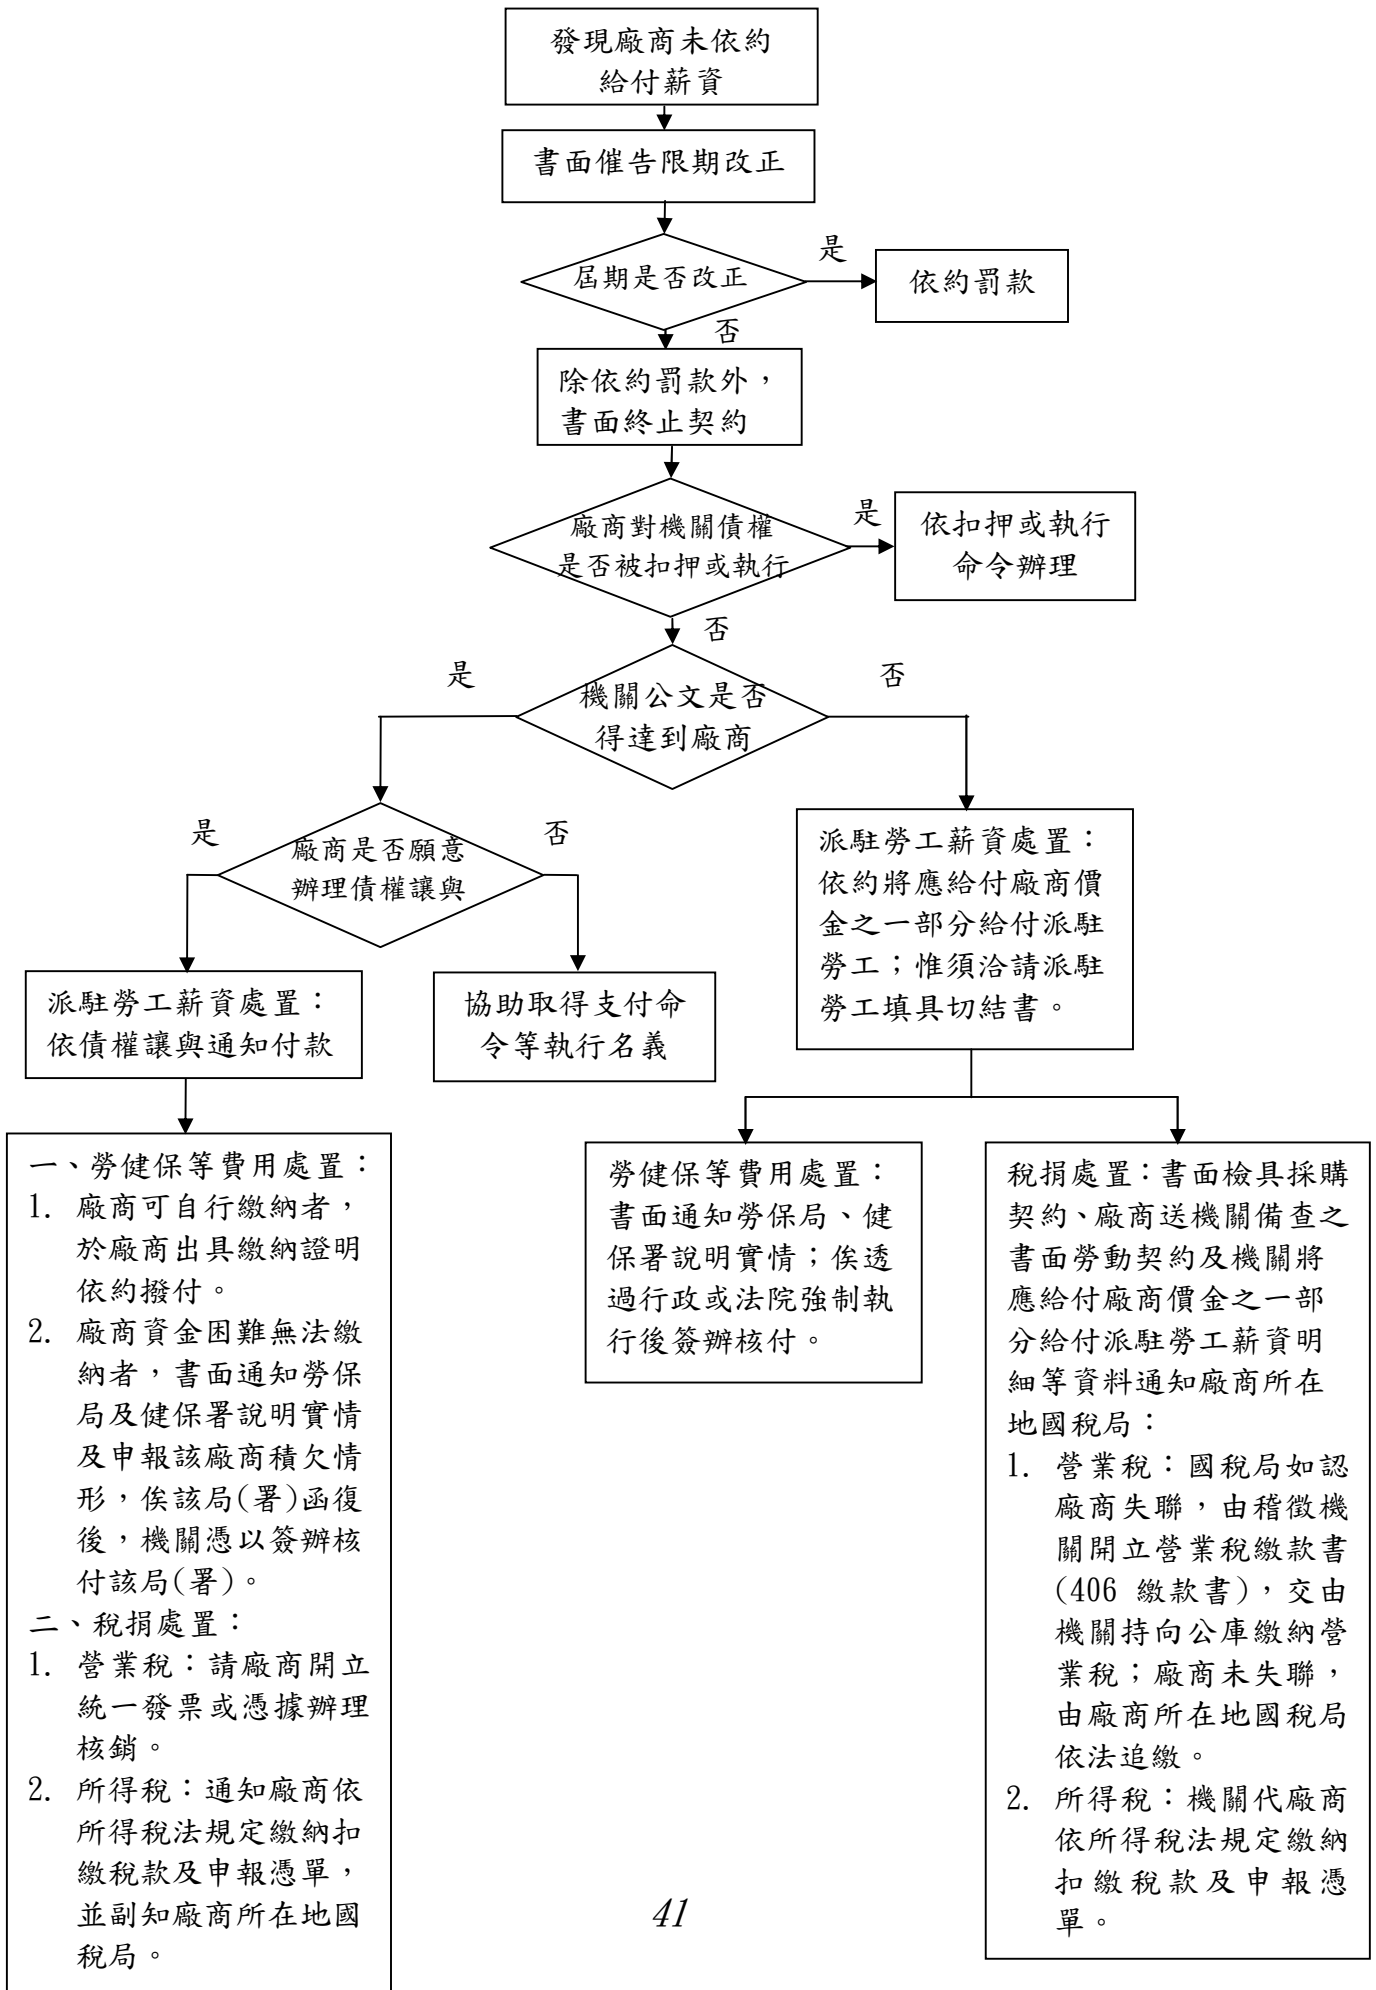 發現廠商未依約
給付薪資
書面催告限期改正
屆期是否改正
是
依約罰款
否
除依約罰款外，
書面終止契約
廠商對機關債權
是否被扣押或執行
是
依扣押或執行
命令辦理
否
機關公文是否
得達到廠商
是
否
廠商是否願意
辦理債權讓與
是
否
派駐勞工薪資處置：
依債權讓與通知付款
協助取得支付命
令等執行名義
派駐勞工薪資處置：
依約將應給付廠商價
金之一部分給付派駐
勞工；惟須洽請派駐
勞工填具切結書。
一、勞健保等費用處置：
1. 廠商可自行繳納者，
於廠商出具繳納證明
依約撥付。
2. 廠商資金困難無法繳
納者，書面通知勞保
局及健保署說明實情
及申報該廠商積欠情
形，俟該局(署)函復
後，機關憑以簽辦核
付該局(署)。
二、稅捐處置：
1. 營業稅：請廠商開立
統一發票或憑據辦理
核銷。
2. 所得稅：通知廠商依
所得稅法規定繳納扣
繳稅款及申報憑單，
並副知廠商所在地國
稅局。
勞健保等費用處置：
書面通知勞保局、健
保署說明實情；俟透
過行政或法院強制執
行後簽辦核付。
稅捐處置：書面檢具採購
契約、廠商送機關備查之
書面勞動契約及機關將
應給付廠商價金之一部
分給付派駐勞工薪資明
細等資料通知廠商所在
地國稅局：
1. 營業稅：國稅局如認
廠商失聯，由稽徵機
關開立營業稅繳款書
(406 繳款書)，交由
機關持向公庫繳納營
業稅；廠商未失聯，
由廠商所在地國稅局
依法追繳。
2. 所得稅：機關代廠商
依所得稅法規定繳納
扣繳稅款及申報憑
單。
41